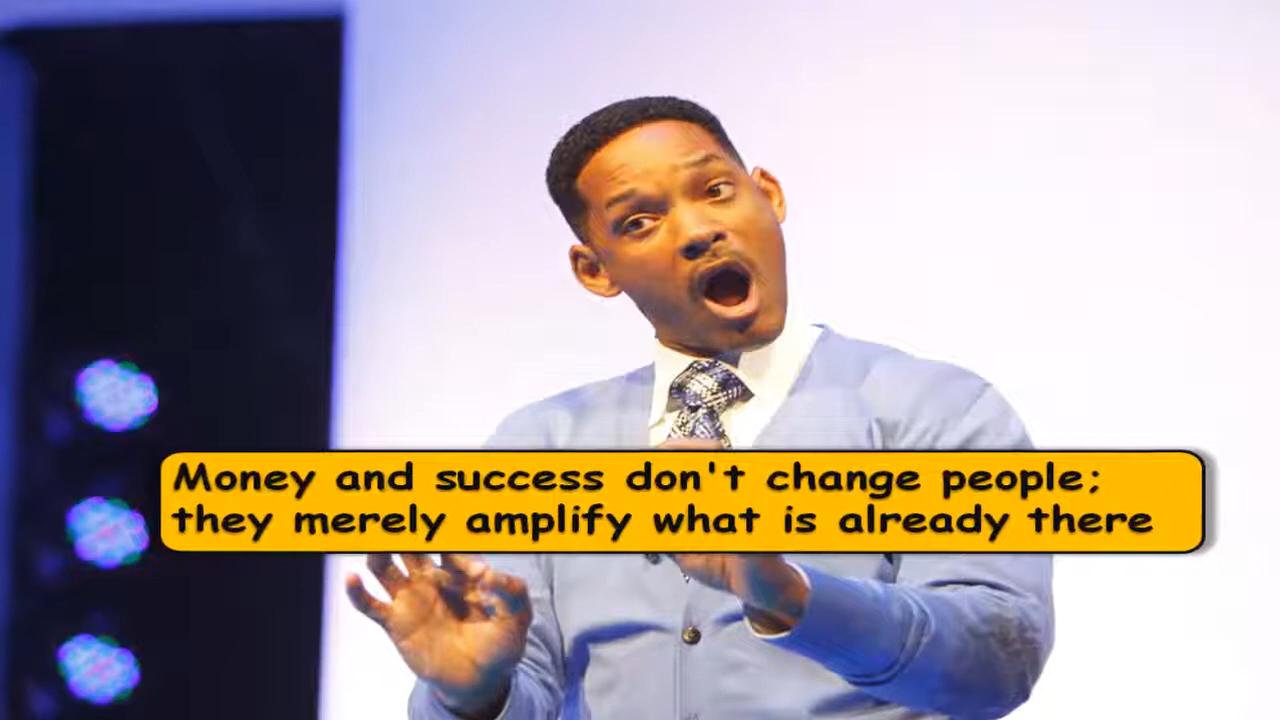 Money and success don't change people;
they merely amplify what is already there